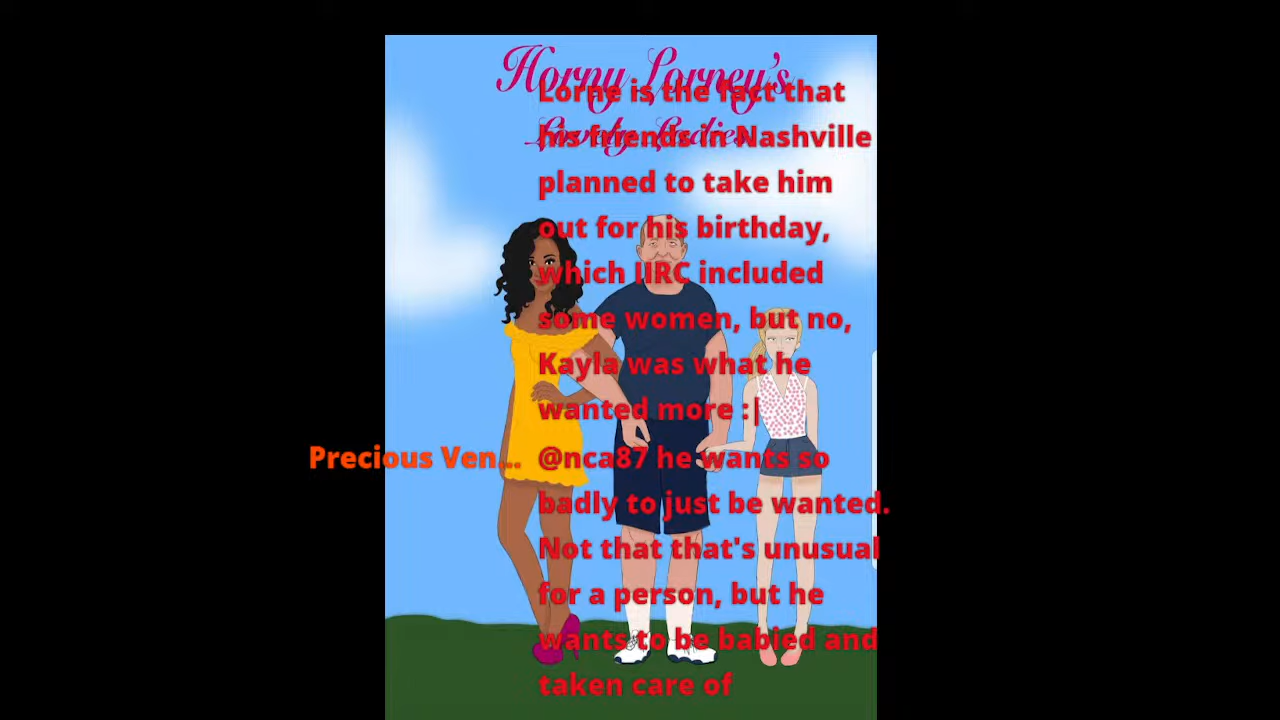 Horny Lorney's
Lorne is the fact that
Lovely Ladies
his friends in Nashville
planned to take him
out for his birthday,
which IIRC included
some women, but no,
Kayla was what he
wanted more :|
Precious Ven... @nca87 he wants so
badly to just be wanted.
Not that that's unusual
for a person, but he
wants to be babied and
taken care of